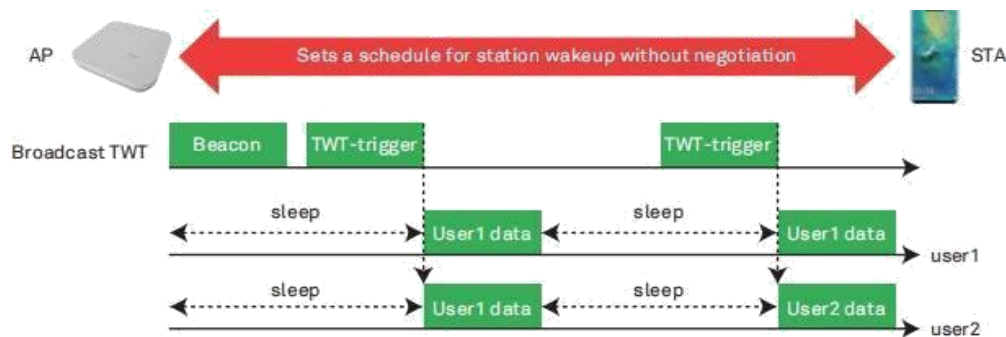 AP
Sets a schedule for station wakeup without negotiation
STA
Broadcast TWT
Beacon
TWT-trigger
TWT-trigger
sleep
User1 data
sleep
User1 data
user1
sleep
User1 data
sleep
User2 data
user2